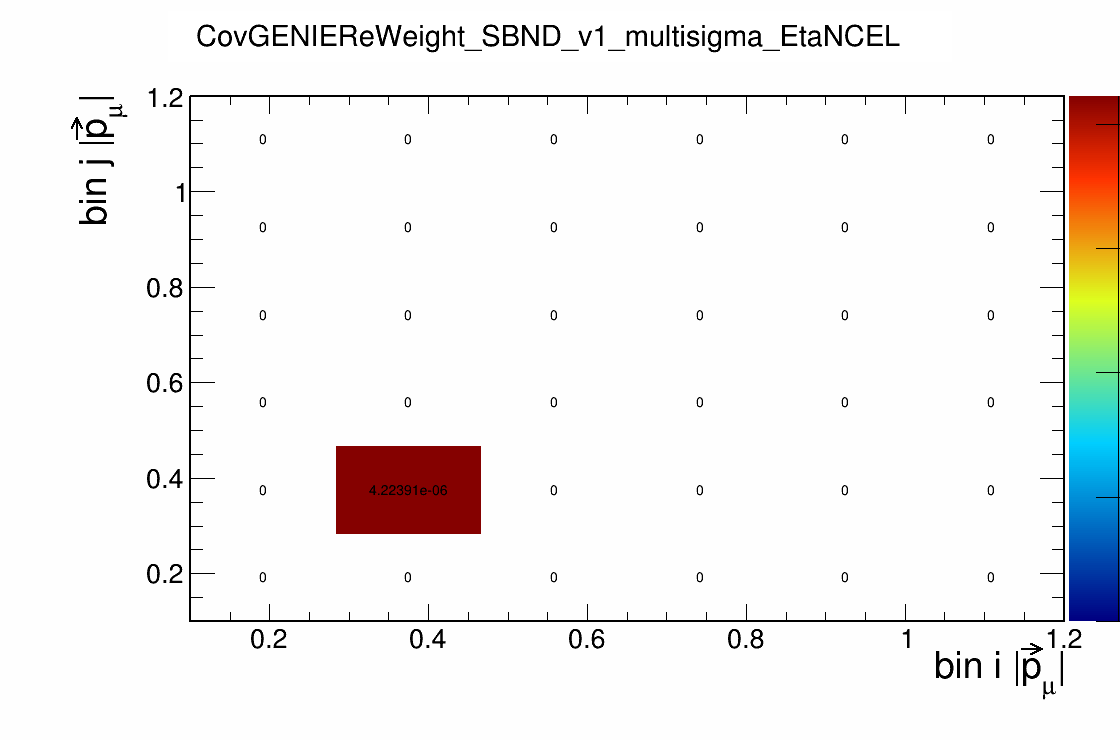 CovGENIEReWeight_SBND_v1_multisigma_EtaNCEL
bin j |p⃗μ|
1.2
0 0 0 0 0 0
1
0 0 0 0 0 0
0.8
0 0 0 0 0 0
0.6
0 0 0 0 0 0
0.4
0 4.22391e-06 0 0 0 0
0.2
0 0 0 0 0 0
0.2 0.4 0.6 0.8 1 1.2
bin i |p⃗μ|